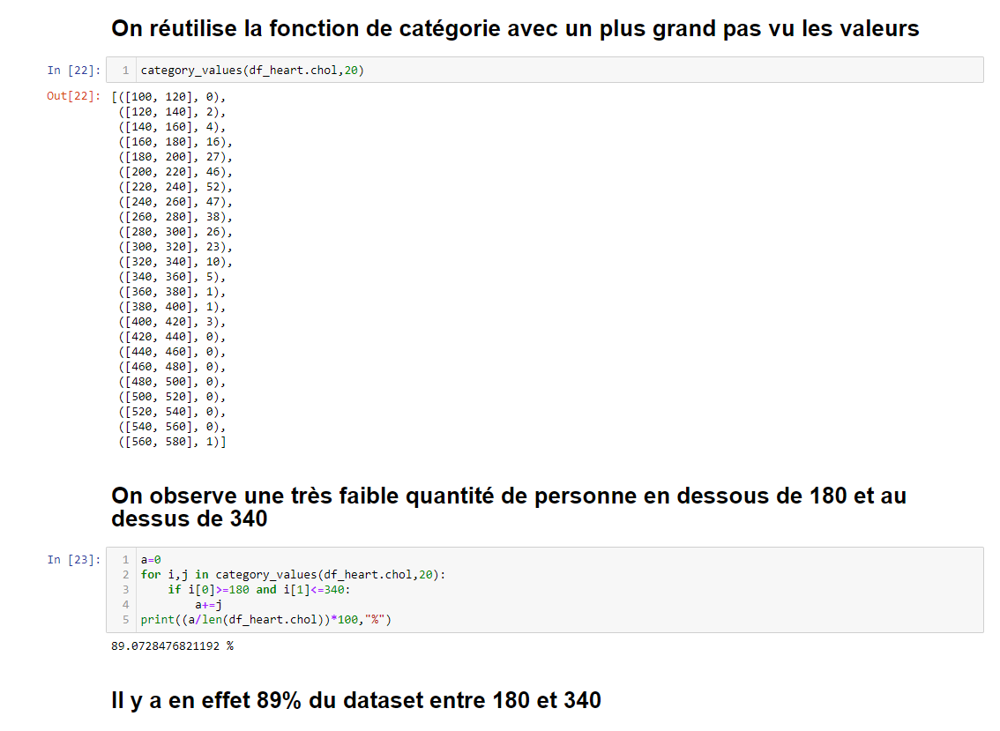 On réutilise la fonction de catégorie avec un plus grand pas vu les valeurs
In [22]: 1 category_values(df_heart.chol,20)
Out[22]: [([100, 120], 0),
([120, 140], 2),
([140, 160], 4),
([160, 180], 16),
([180, 200], 27),
([200, 220], 46),
([220, 240], 52),
([240, 260], 47),
([260, 280], 38),
([280, 300], 26),
([300, 320], 23),
([320, 340], 10),
([340, 360], 5),
([360, 380], 1),
([380, 400], 1),
([400, 420], 3),
([420, 440], 0),
([440, 460], 0),
([460, 480], 0),
([480, 500], 0),
([500, 520], 0),
([520, 540], 0),
([540, 560], 0),
([560, 580], 1)]
On observe une très faible quantité de personne en dessous de 180 et au
dessus de 340
In [23]: 1 a=0
2 for i,j in category_values(df_heart.chol,20):
3     if i[0]>=180 and i[1]<=340:
4         a+=j
5 print((a/len(df_heart.chol))*100,"%")
89.0728476821192 %
Il y a en effet 89% du dataset entre 180 et 340